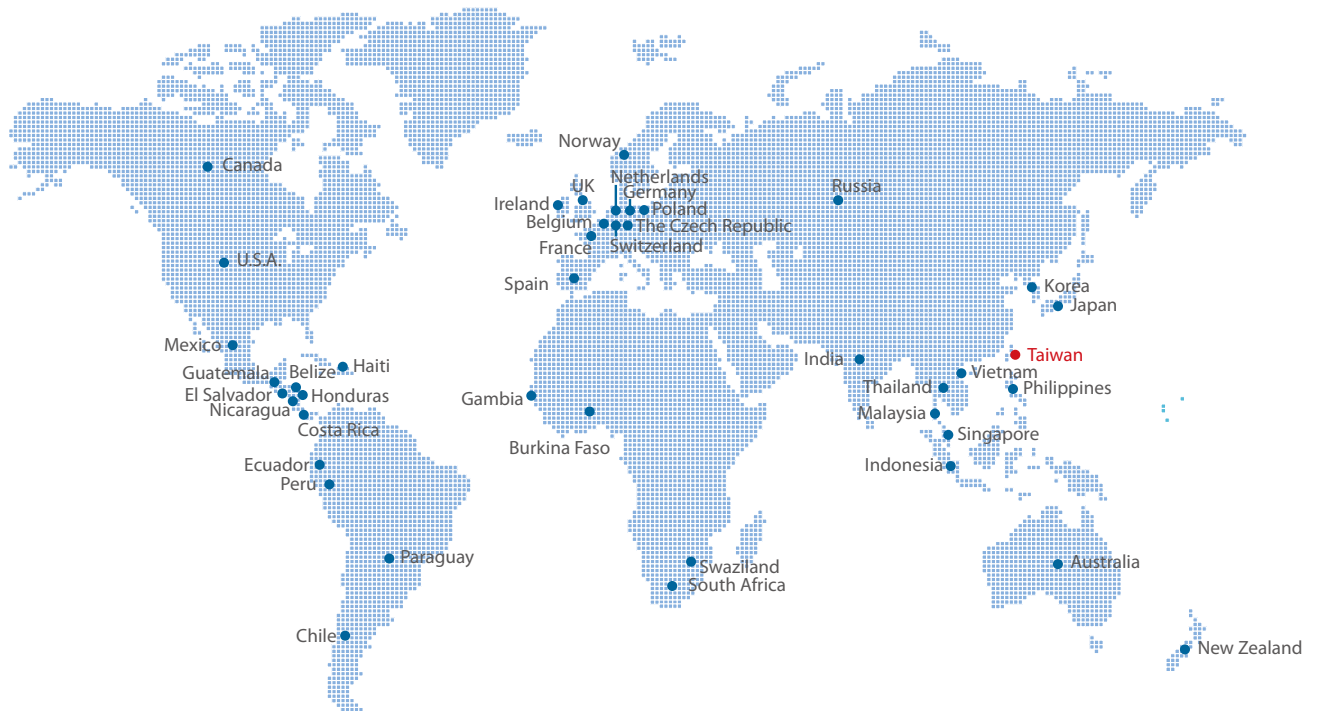 Norway
Canada
Netherlands
UK
Germany
Russia
Ireland
Poland
Belgium
The Czech Republic
France
Switzerland
U.S.A.
Spain
Korea
Japan
Mexico
Taiwan
India
Haiti
Guatemala
Belize
Vietnam
Thailand
Philippines
El Salvador
Honduras
Gambia
Nicaragua
Malaysia
Costa Rica
Singapore
Burkina Faso
Ecuador
Indonesia
Peru
Paraguay
Australia
Swaziland
South Africa
Chile
New Zealand